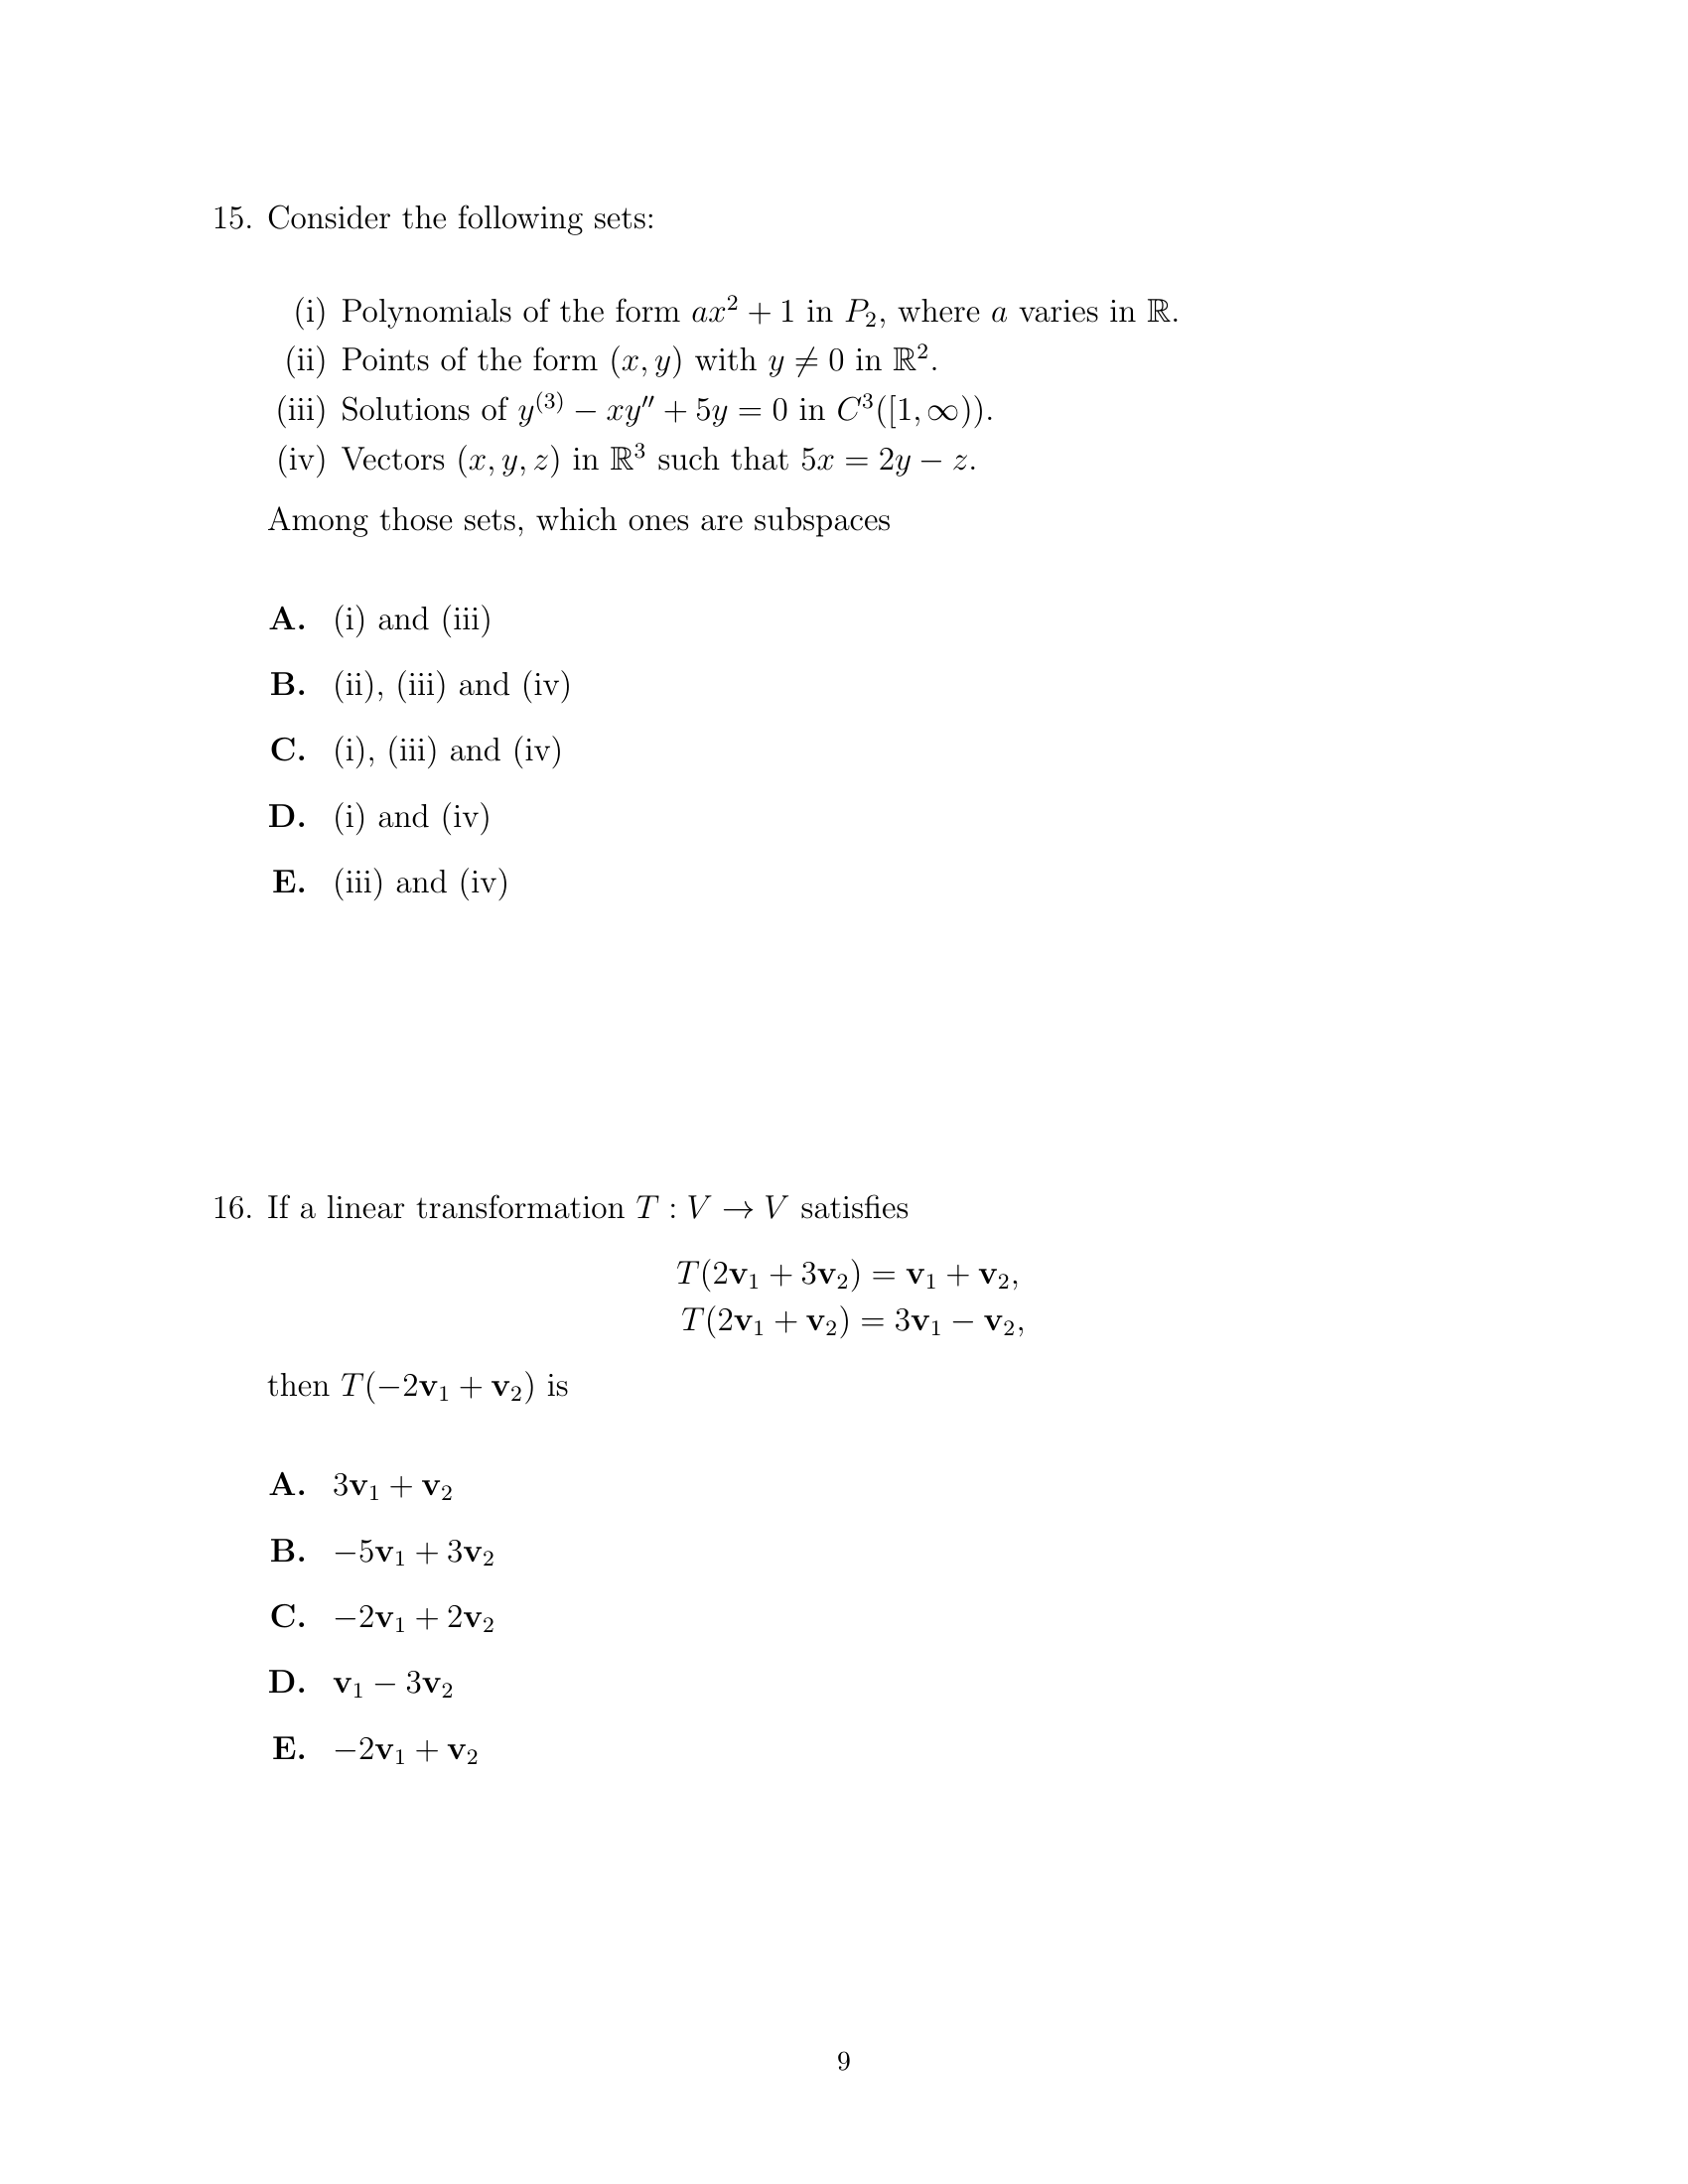 15. Consider the following sets:
(i) Polynomials of the form $ax^2 + 1$ in $P_2$, where $a$ varies in $\mathbb{R}$.
(ii) Points of the form $(x, y)$ with $y \neq 0$ in $\mathbb{R}^2$.
(iii) Solutions of $y^{(3)} - xy'' + 5y = 0$ in $C^3([1, \infty))$.
(iv) Vectors $(x, y, z)$ in $\mathbb{R}^3$ such that $5x = 2y - z$.
Among those sets, which ones are subspaces
A. (i) and (iii)
B. (ii), (iii) and (iv)
C. (i), (iii) and (iv)
D. (i) and (iv)
E. (iii) and (iv)
16. If a linear transformation $T : V \to V$ satisfies
$T(2\mathbf{v}_1 + 3\mathbf{v}_2) = \mathbf{v}_1 + \mathbf{v}_2,$
$T(2\mathbf{v}_1 + \mathbf{v}_2) = 3\mathbf{v}_1 - \mathbf{v}_2,$
then $T(-2\mathbf{v}_1 + \mathbf{v}_2)$ is
A. $3\mathbf{v}_1 + \mathbf{v}_2$
B. $-5\mathbf{v}_1 + 3\mathbf{v}_2$
C. $-2\mathbf{v}_1 + 2\mathbf{v}_2$
D. $\mathbf{v}_1 - 3\mathbf{v}_2$
E. $-2\mathbf{v}_1 + \mathbf{v}_2$
9